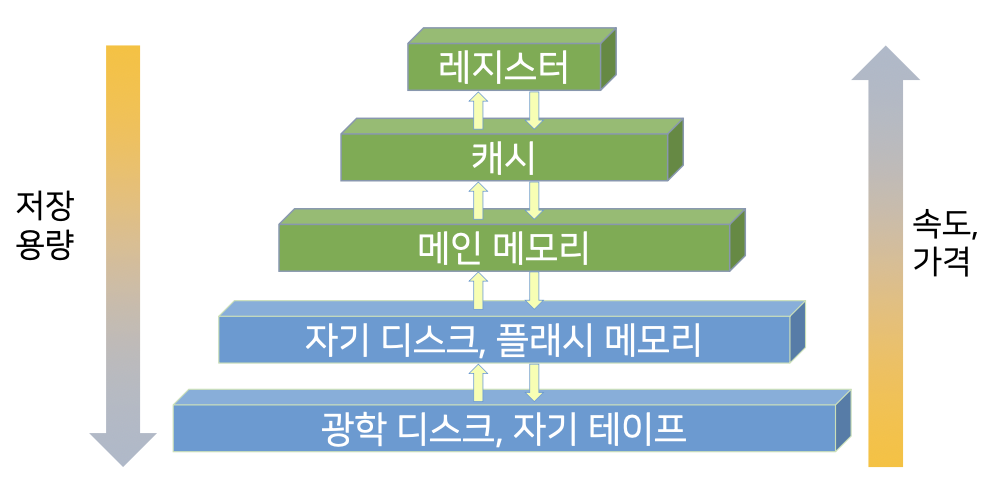 레지스터
캐시
메인 메모리
자기 디스크, 플래시 메모리
광학 디스크, 자기 테이프
저장
용량
속도,
가격